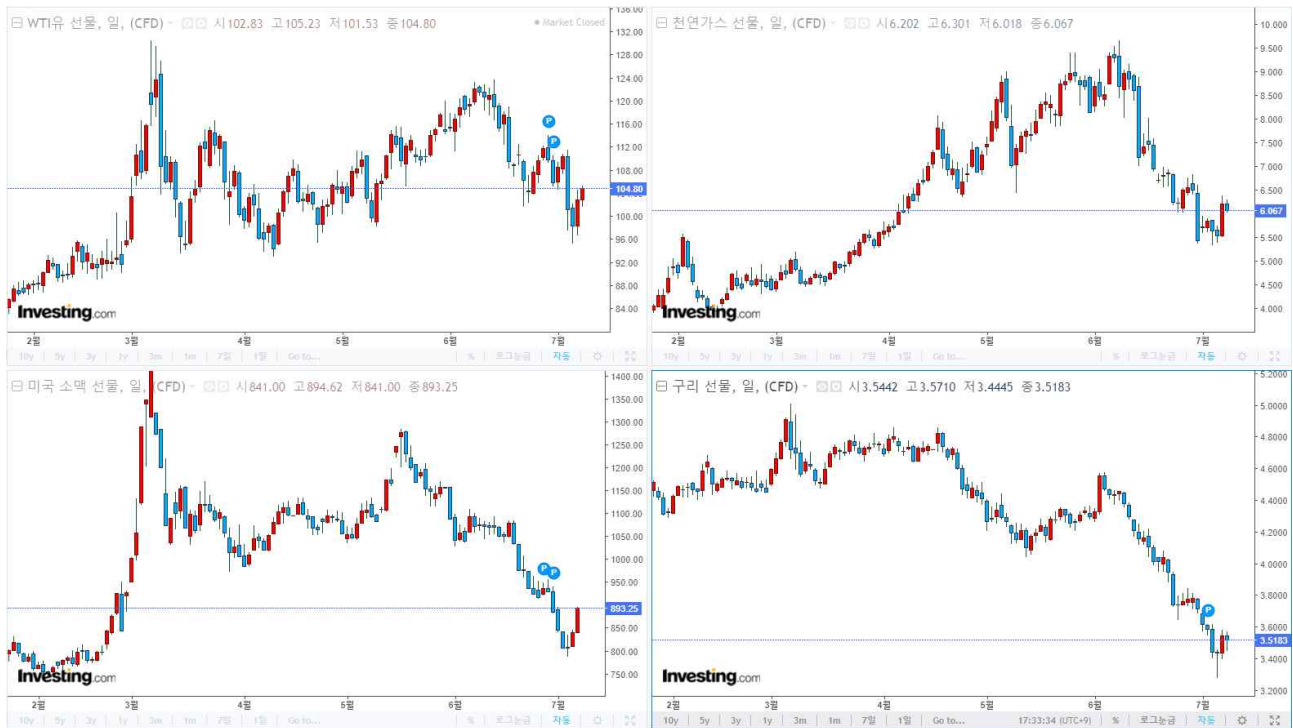 WTI유 선물, 일, (CFD) 시102.83 고105.23 저101.53 종104.80
Market Closed
136.00
132.00
128.00
124.00
120.00
116.00
112.00
108.00
104.80
100.00
96.00
92.00
88.00
84.00
P
P
Investing.com
2월 3월 4월 5월 6월 7월
10y 5y 3y 1y 3m 1m 7일 1일 Go to... % 로그눈금 자동
천연가스 선물, 일, (CFD) 시6.202 고6.301 저6.018 종6.067
10.000
9.500
9.000
8.500
8.000
7.500
7.000
6.500
6.067
5.500
5.000
4.500
4.000
Investing.com
2월 3월 4월 5월 6월 7월
10y 5y 3y 1y 3m 1m 7일 1일 Go to... % 로그눈금 자동
미국 소맥 선물, 일, (CFD) 시841.00 고894.62 저841.00 종893.25
1400.00
1350.00
1300.00
1250.00
1200.00
1150.00
1100.00
1050.00
1000.00
950.00
893.25
850.00
800.00
750.00
P P
Investing.com
2월 3월 4월 5월 6월 7월
10y 5y 3y 1y 3m 1m 7일 1일 Go to... % 로그눈금 자동
구리 선물, 일, (CFD) 시3.5442 고3.5710 저3.4445 종3.5183
5.2000
5.0000
4.8000
4.6000
4.4000
4.2000
4.0000
3.8000
3.6000
3.5183
3.4000
3.2000
P
Investing.com
2월 3월 4월 5월 6월 7월
10y 5y 3y 1y 3m 1m 7일 1일 Go to... 17:33:34 (UTC+9) % 로그눈금 자동